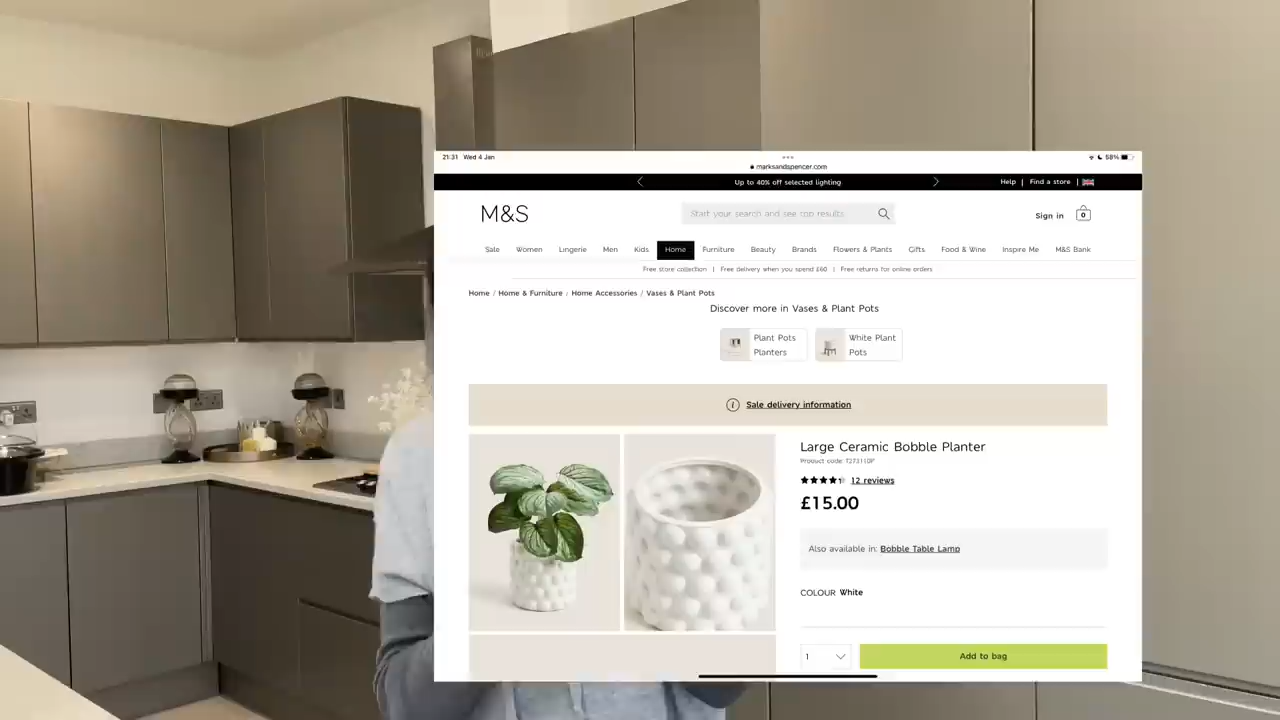 21:31 Wed 4 Jan
58%
marksandspencer.com
Up to 40% off selected lighting
Help | Find a store |
M&S
Start your search and see top results
Sign in
0
Sale Women Lingerie Men Kids Home Furniture Beauty Brands Flowers & Plants Gifts Food & Wine Inspire Me M&S Bank
Free store collection | Free delivery when you spend £60 | Free returns for online orders
Home / Home & Furniture / Home Accessories / Vases & Plant Pots
Discover more in Vases & Plant Pots
Plant Pots
Planters
White Plant
Pots
Sale delivery information
Large Ceramic Bobble Planter
Product code:
12 reviews
£15.00
Also available in: Bobble Table Lamp
COLOUR White
1
Add to bag